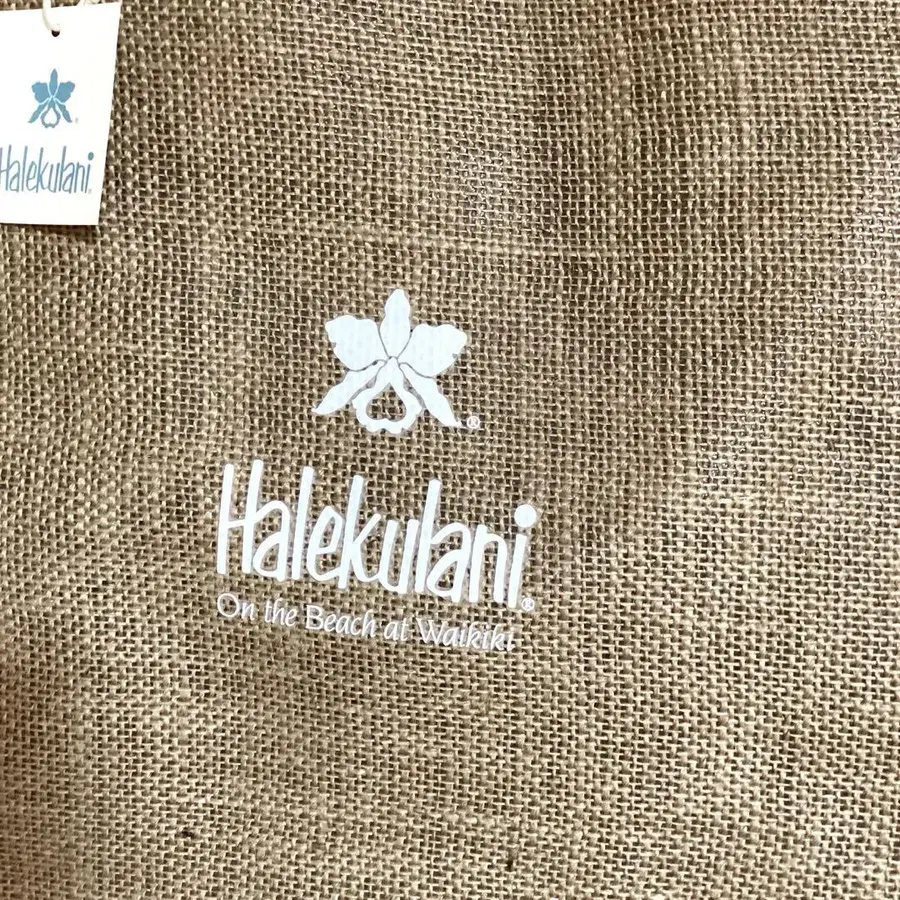 Halekulani
®
Halekulani®
On the Beach at Waikiki